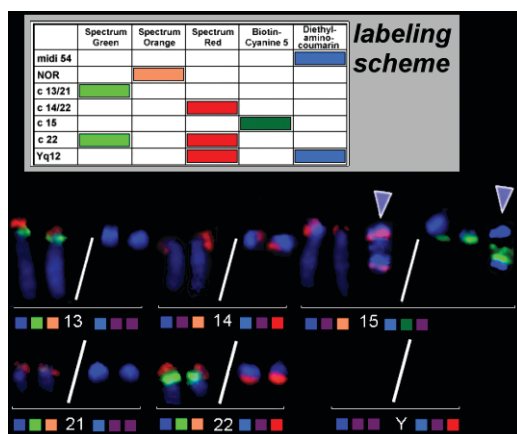 Spectrum Green Spectrum Orange Spectrum Red Biotin-Cyanine 5 Diethyl-amino-coumarin
labeling scheme
midi 54
NOR
c 13/21
c 14/22
c 15
c 22
Yq12
13 14 15
21 22 Y